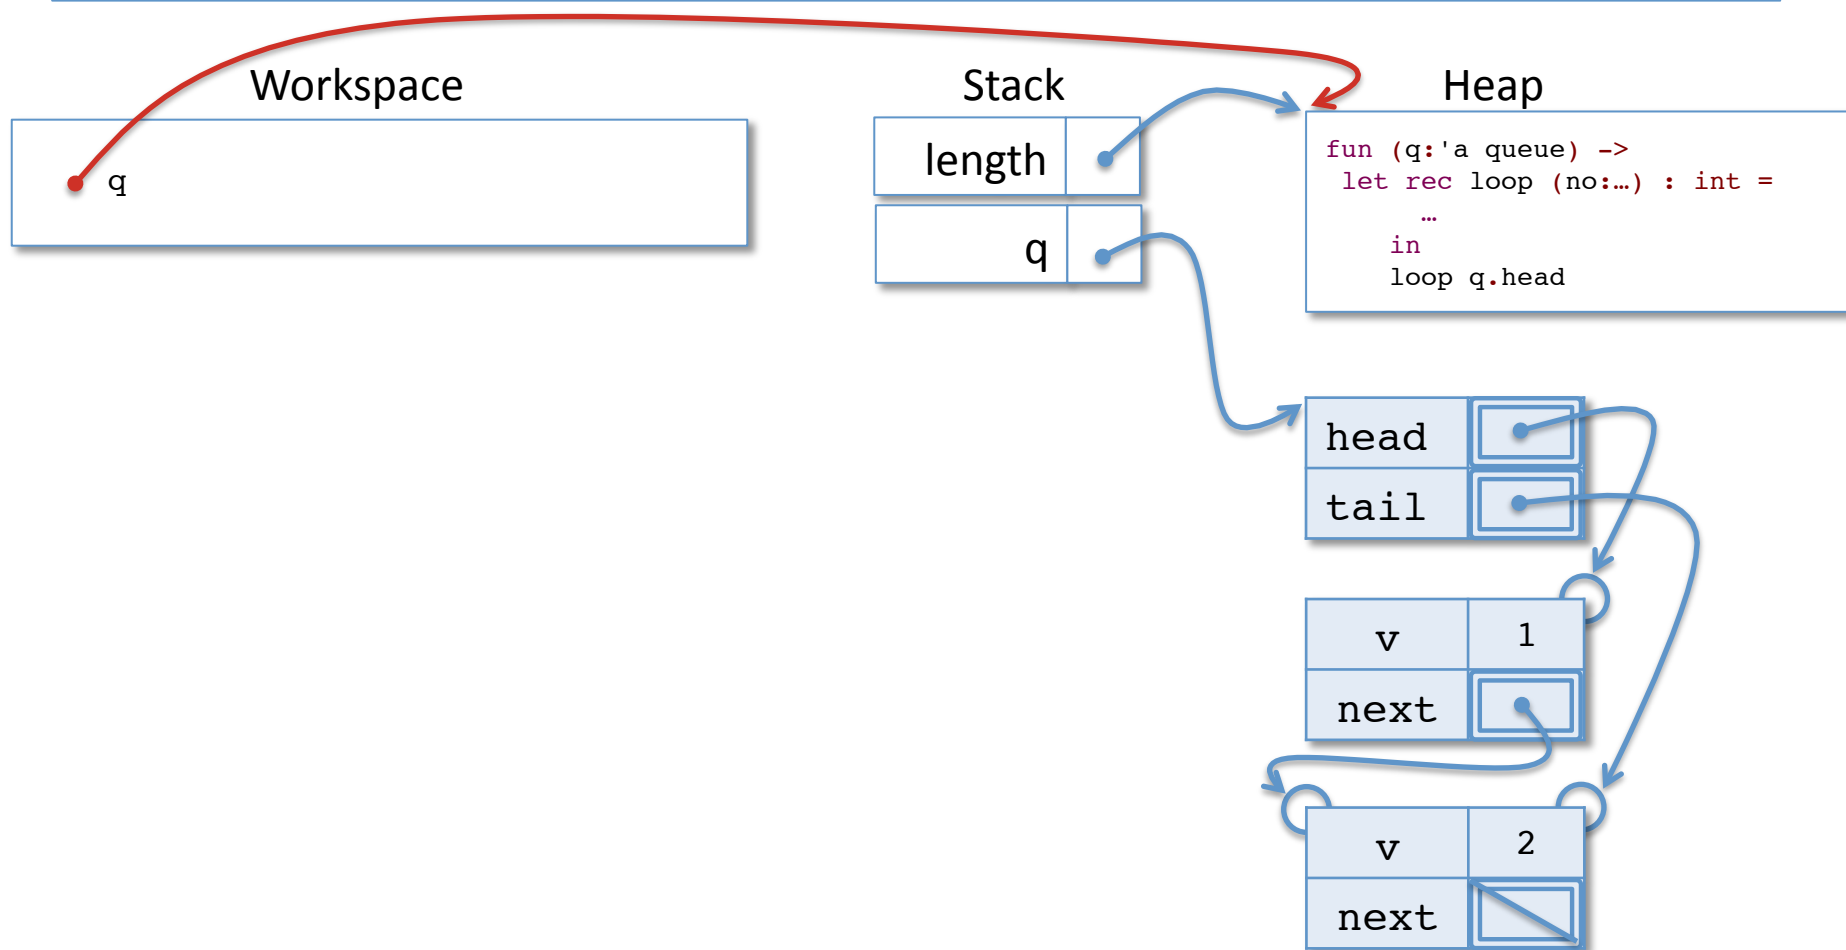 Workspace
Stack
Heap
q
length
q
fun (q:'a queue) ->
let rec loop (no:…) : int =
…
in
loop q.head
head
tail
v 1
next
v 2
next